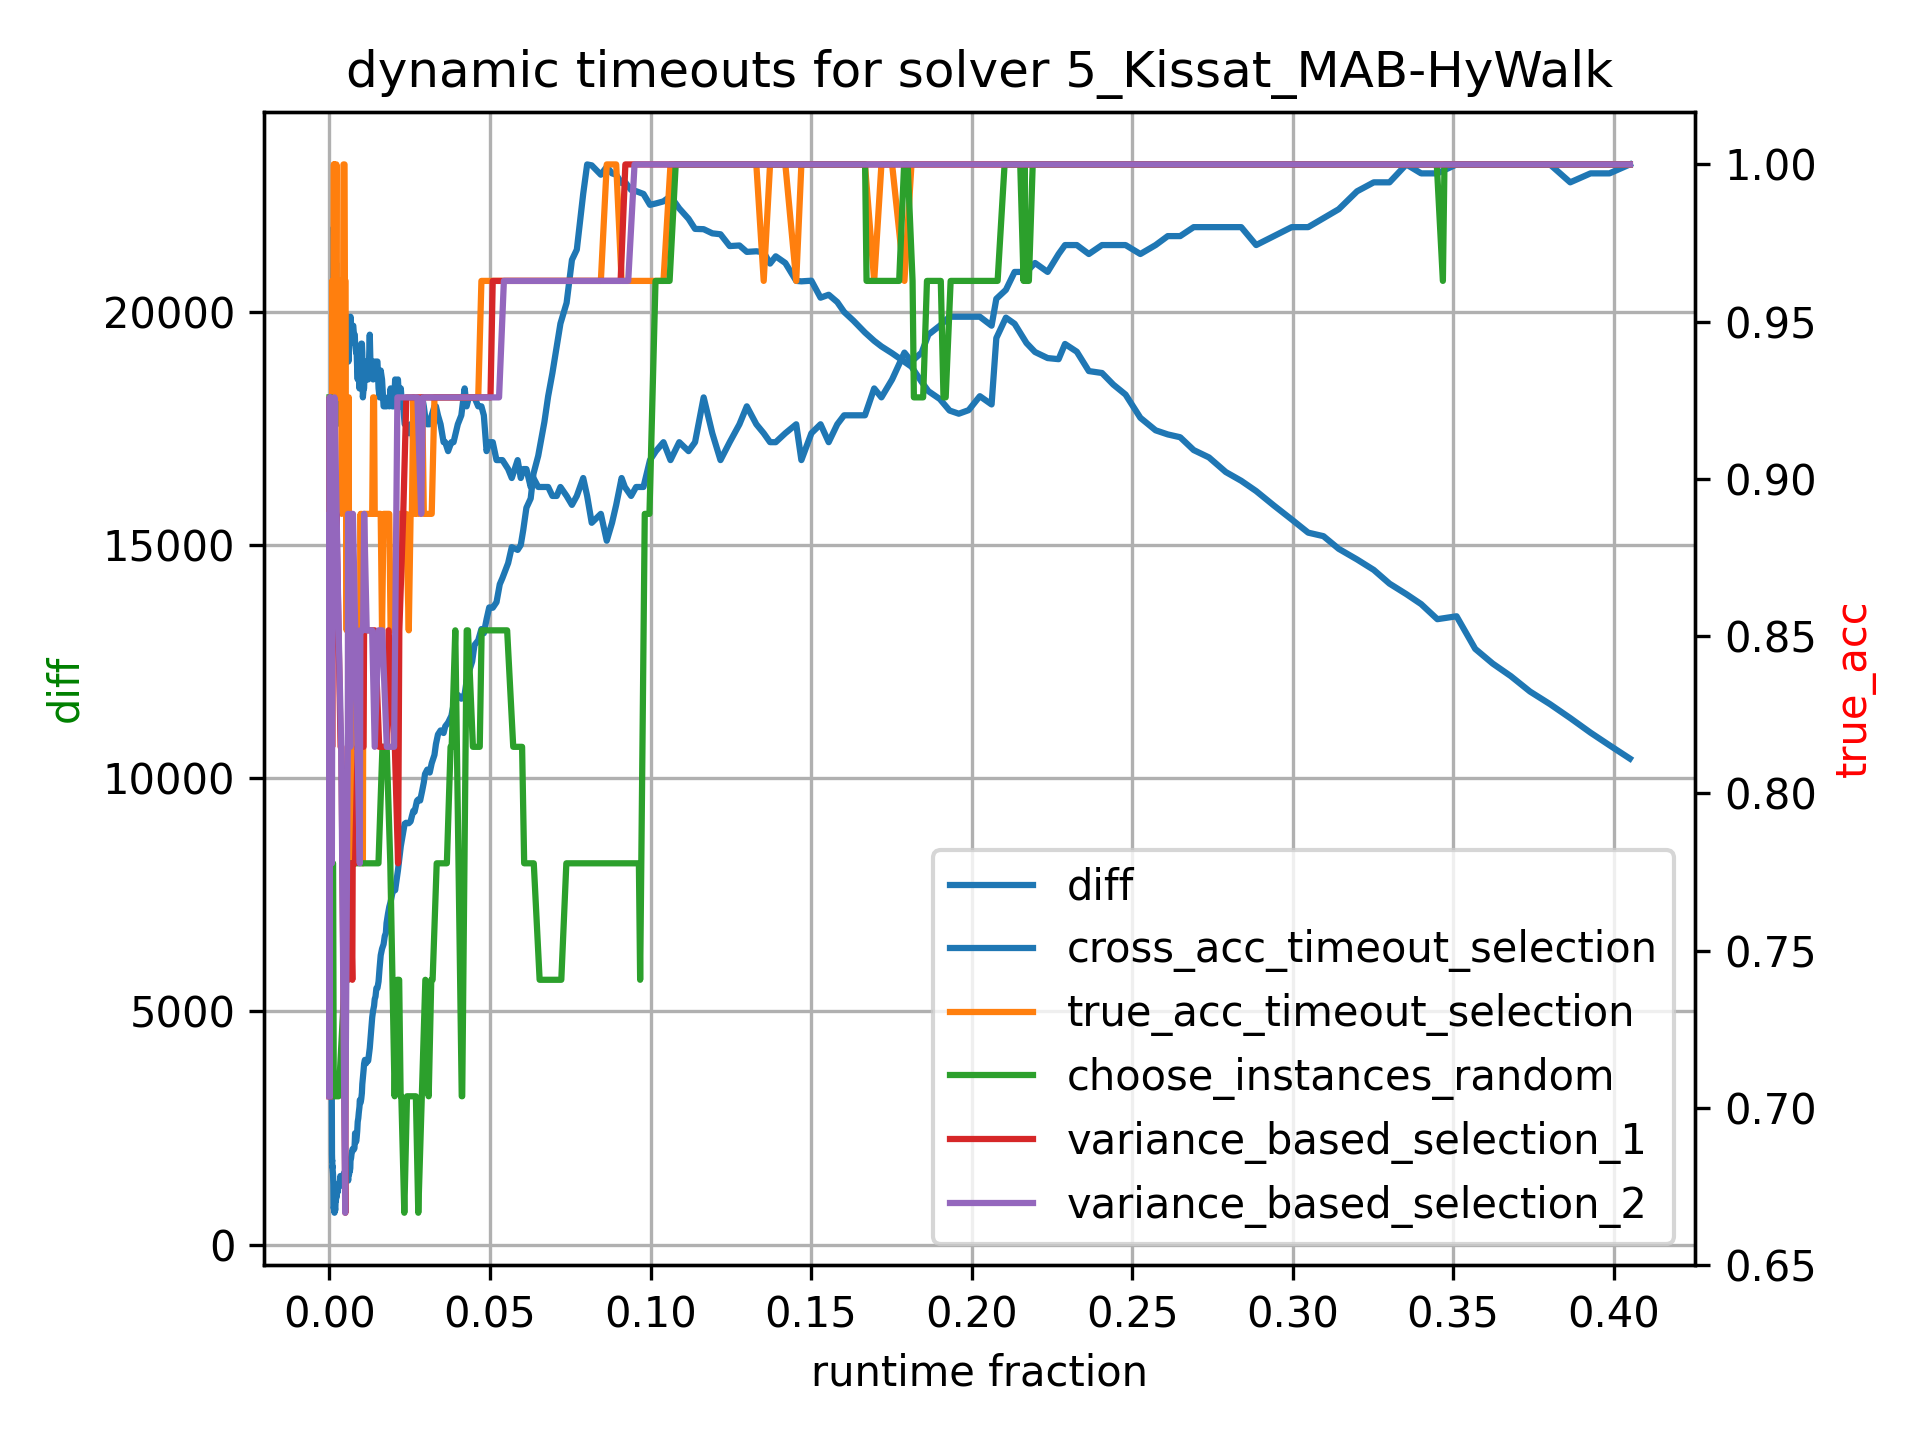 dynamic timeouts for solver 5_Kissat_MAB-HyWalk
20000
15000
10000
5000
0
diff
1.00
0.95
0.90
0.85
0.80
0.75
0.70
0.65
true_acc
diff
cross_acc_timeout_selection
true_acc_timeout_selection
choose_instances_random
variance_based_selection_1
variance_based_selection_2
0.00 0.05 0.10 0.15 0.20 0.25 0.30 0.35 0.40
runtime fraction